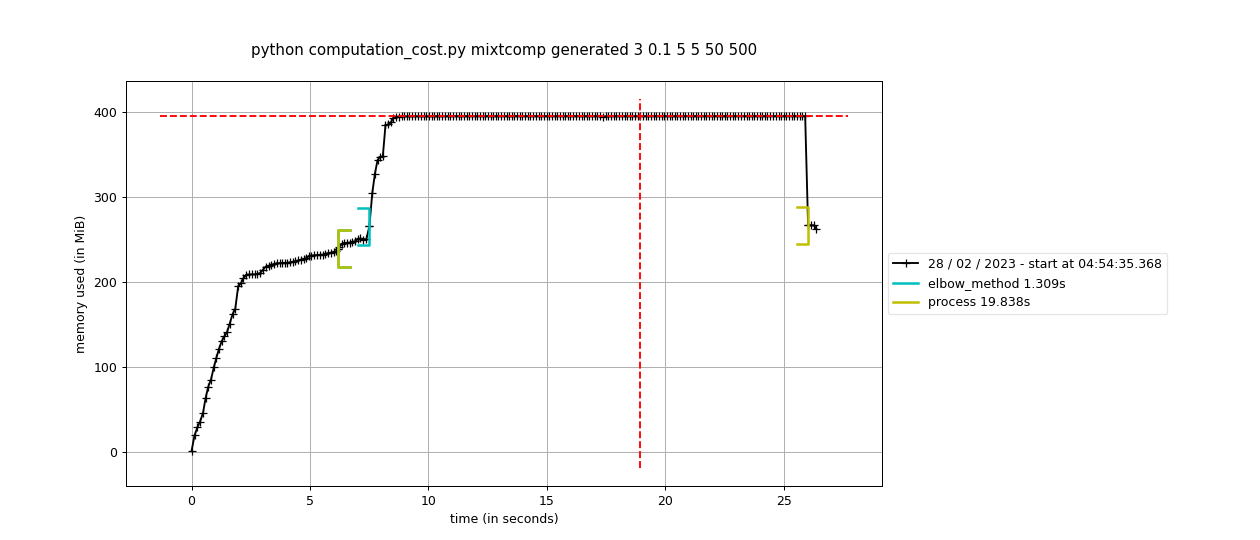 python computation_cost.py mixtcomp generated 3 0.1 5 5 50 500
memory used (in MiB)
400
300
200
100
0
0 5 10 15 20 25
time (in seconds)
28 / 02 / 2023 - start at 04:54:35.368
elbow_method 1.309s
process 19.838s